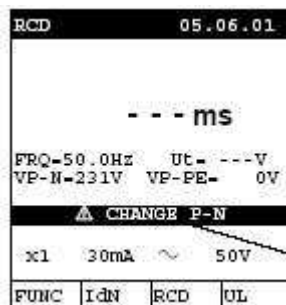 RCD 05.06.01
- - - ms
FRQ=50.0Hz Ut= ---V
VP-N=231V VP-PE= 0V
⚠ CHANGE P-N
x1 30mA ∿ 50V
FUNC IdN RCD UL